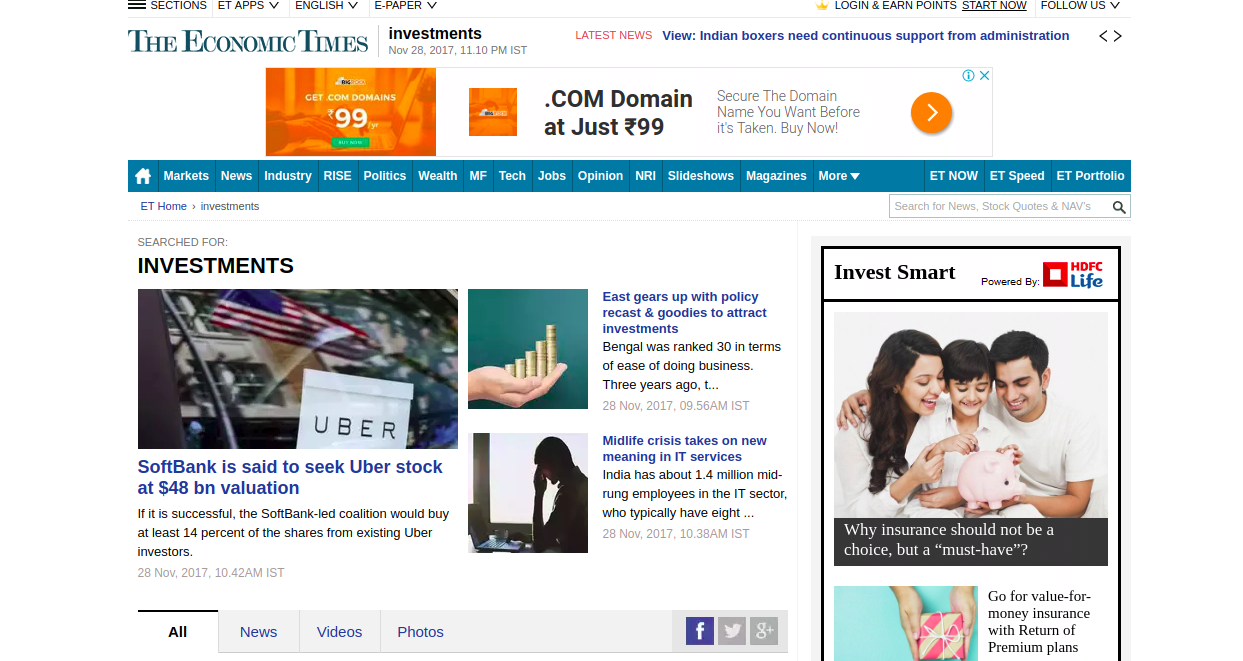 SECTIONS ET APPS ENGLISH E-PAPER LOGIN & EARN POINTS START NOW FOLLOW US
THE ECONOMIC TIMES
investments
Nov 28, 2017, 11.10 PM IST
LATEST NEWS View: Indian boxers need continuous support from administration
GET .COM DOMAINS
₹99/yr
BUY NOW
.COM Domain
at Just ₹99
Secure The Domain
Name You Want Before
it's Taken. Buy Now!
Markets News Industry RISE Politics Wealth MF Tech Jobs Opinion NRI Slideshows Magazines More ET NOW ET Speed ET Portfolio
ET Home › investments
Search for News, Stock Quotes & NAV's
SEARCHED FOR:
INVESTMENTS
UBER
SoftBank is said to seek Uber stock
at $48 bn valuation
If it is successful, the SoftBank-led coalition would buy
at least 14 percent of the shares from existing Uber
investors.
28 Nov, 2017, 10.42AM IST
East gears up with policy
recast & goodies to attract
investments
Bengal was ranked 30 in terms
of ease of doing business.
Three years ago, t...
28 Nov, 2017, 09.56AM IST
Midlife crisis takes on new
meaning in IT services
India has about 1.4 million mid-
rung employees in the IT sector,
who typically have eight ...
28 Nov, 2017, 10.38AM IST
All News Videos Photos
Invest Smart
Powered By: HDFC
Life
Why insurance should not be a
choice, but a “must-have”?
Go for value-for-
money insurance
with Return of
Premium plans